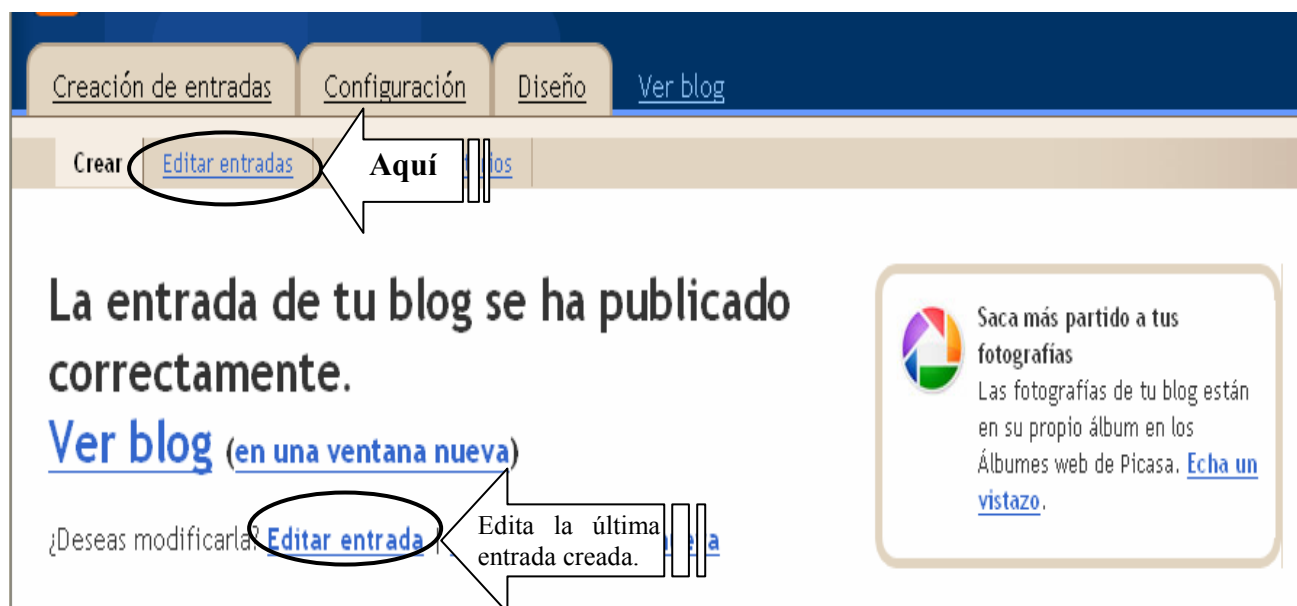 Creación de entradas Configuración Diseño Ver blog
Crear Editar entradas Aquí
La entrada de tu blog se ha publicado
correctamente.
Ver blog (en una ventana nueva)
¿Deseas modificarla? Editar entrada |
Edita la última
entrada creada.
Saca más partido a tus
fotografías
Las fotografías de tu blog están
en su propio álbum en los
Álbumes web de Picasa. Echa un
vistazo.